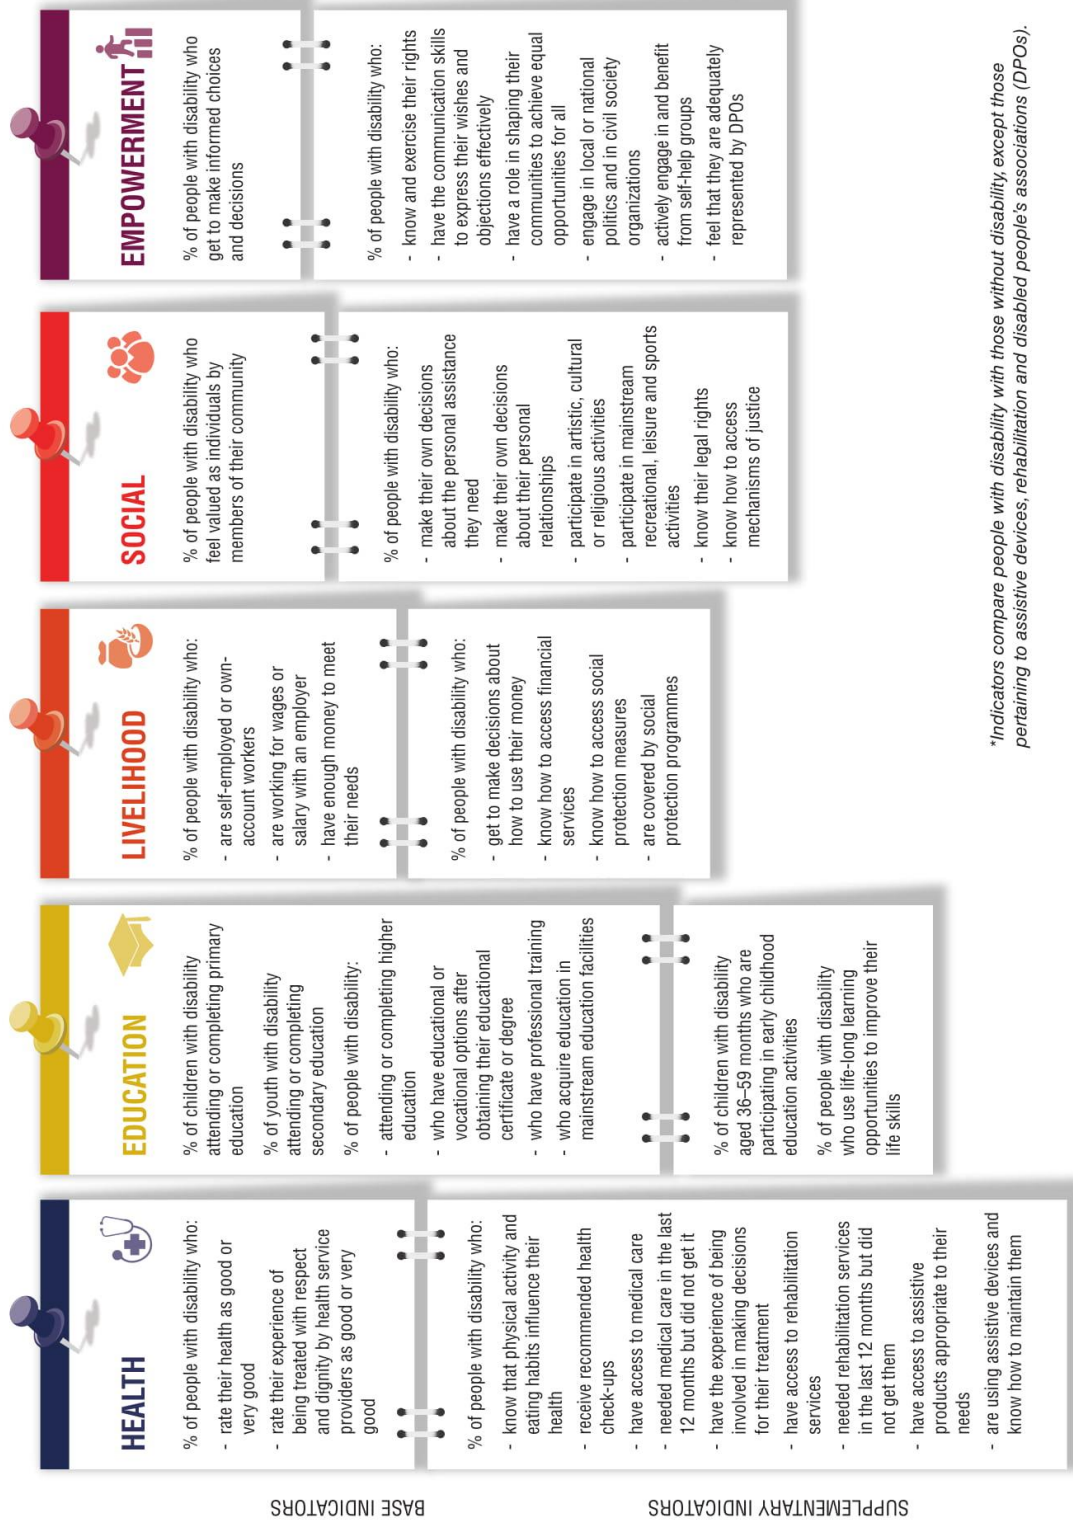 HEALTH
% of people with disability who:
- rate their health as good or
very good
- rate their experience of
being treated with respect
and dignity by health service
providers as good or very
good
% of people with disability who:
- know that physical activity and
eating habits influence their
health
- receive recommended health
check-ups
- have access to medical care
- needed medical care in the last
12 months but did not get it
- have the experience of being
involved in making decisions
for their treatment
- have access to rehabilitation
services
- needed rehabilitation services
in the last 12 months but did
not get them
- have access to assistive
products appropriate to their
needs
- are using assistive devices and
know how to maintain them
EDUCATION
% of children with disability
attending or completing primary
education
% of youth with disability
attending or completing
secondary education
% of people with disability:
- attending or completing higher
education
- who have educational or
vocational options after
obtaining their educational
certificate or degree
- who have professional training
- who acquire education in
mainstream education facilities
% of children with disability
aged 36–59 months who are
participating in early childhood
education activities
% of people with disability
who use life-long learning
opportunities to improve their
life skills
LIVELIHOOD
% of people with disability who:
- are self-employed or own-
account workers
- are working for wages or
salary with an employer
- have enough money to meet
their needs
% of people with disability who:
- get to make decisions about
how to use their money
- know how to access financial
services
- know how to access social
protection measures
- are covered by social
protection programmes
SOCIAL
% of people with disability who
feel valued as individuals by
members of their community
% of people with disability who:
- make their own decisions
about the personal assistance
they need
- make their own decisions
about their personal
relationships
- participate in artistic, cultural
or religious activities
- participate in mainstream
recreational, leisure and sports
activities
- know their legal rights
- know how to access
mechanisms of justice
EMPOWERMENT
% of people with disability who
get to make informed choices
and decisions
% of people with disability who:
- know and exercise their rights
- have the communication skills
to express their wishes and
objections effectively
- have a role in shaping their
communities to achieve equal
opportunities for all
- engage in local or national
politics and in civil society
organizations
- actively engage in and benefit
from self-help groups
- feel that they are adequately
represented by DPOs
BASE INDICATORS
SUPPLEMENTARY INDICATORS
*Indicators compare people with disability with those without disability, except those
pertaining to assistive devices, rehabilitation and disabled people's associations (DPOs).